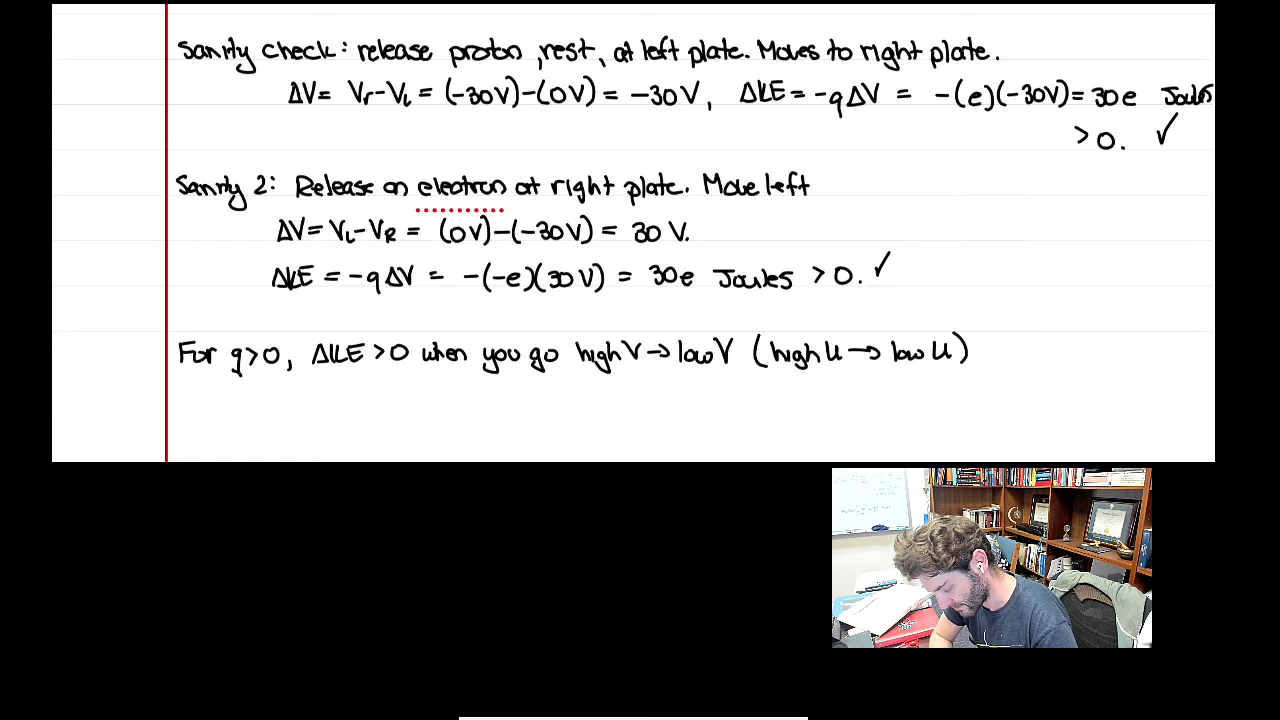 Sanity check: release proton, rest, at left plate. Moves to right plate.
ΔV= Vr-VL = (-30V)-(0V) = -30V, ΔKE = -qΔV = -(e)(-30V)= 30e Joules
>0. ✓
Sanity 2: Release an electron at right plate. Move left
ΔV= VL-VR = (0V)-(-30V) = 30 V.
ΔKE = -qΔV = -(-e)(30V) = 30e Joules >0. ✓
For q>0, ΔKE >0 when you go high V → low V (high U → low U)